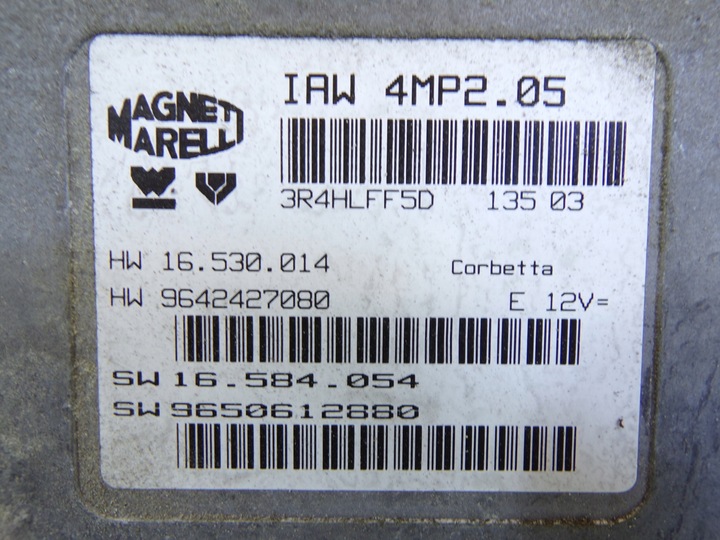 MAGNETI
MARELLI
IAW 4MP2.05
3R4HLFF5D 135 03
HW 16.530.014 Corbetta
HW 9642427080 E 12V=
SW 16.584.054
SW 9650612880